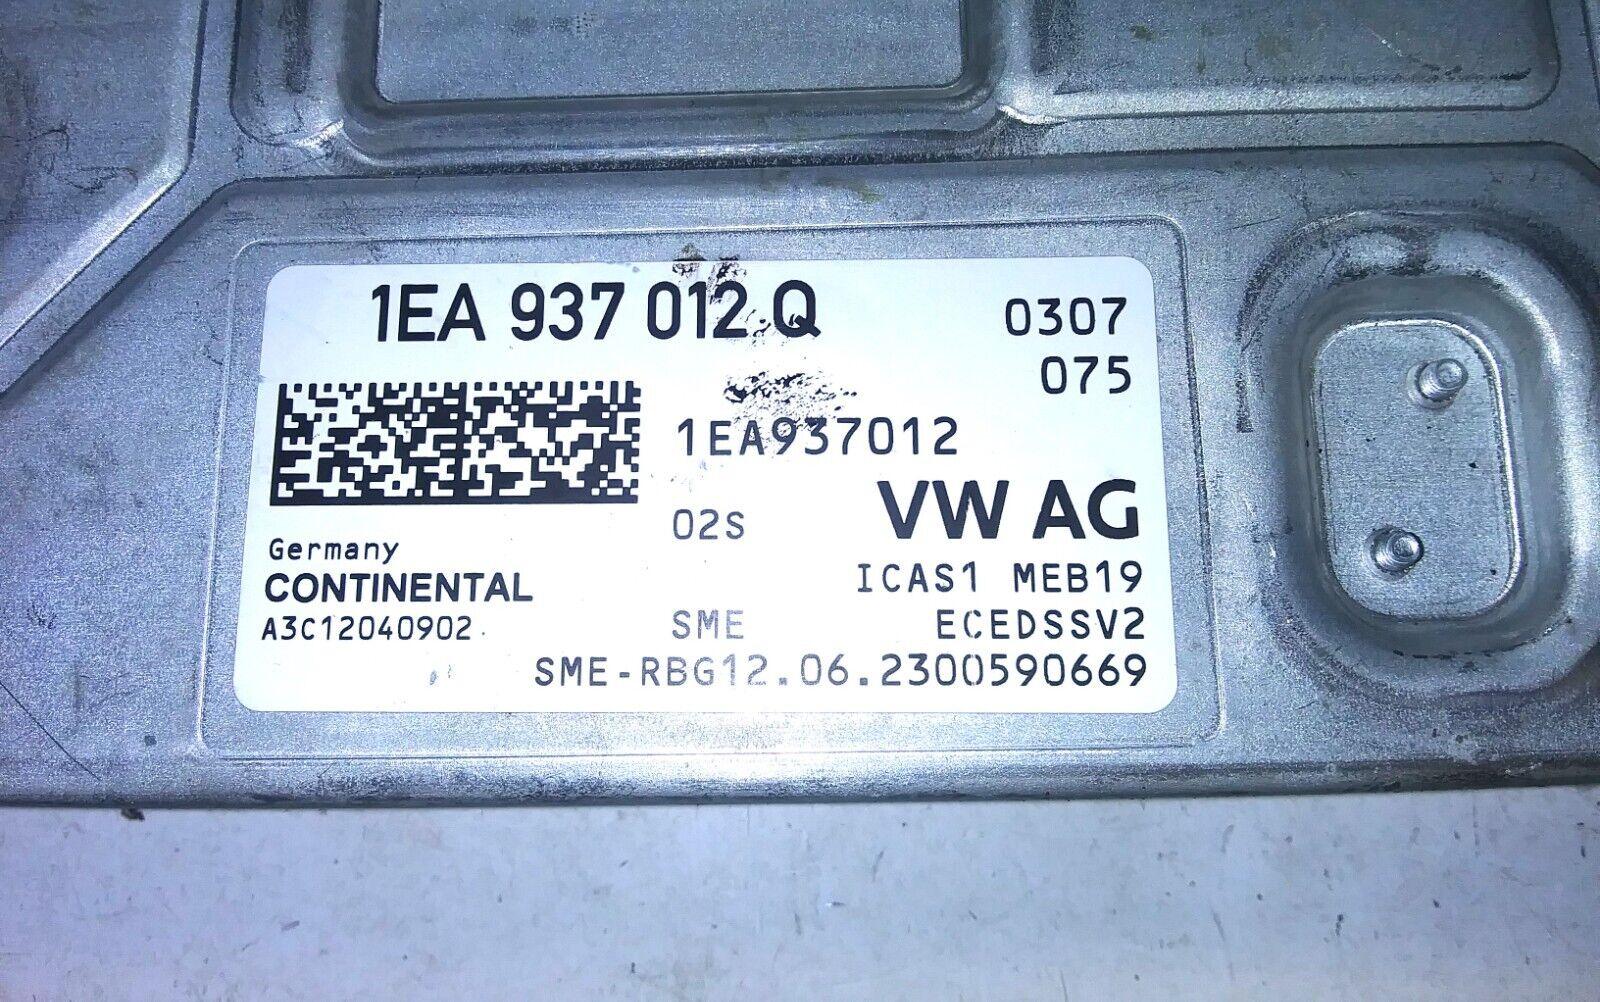 1EA 937 012 Q 0307
075
1EA937012
02S VW AG
Germany
CONTINENTAL ICAS1 MEB19
A3C12040902 SME ECEDSSV2
SME-RBG12.06.2300590669